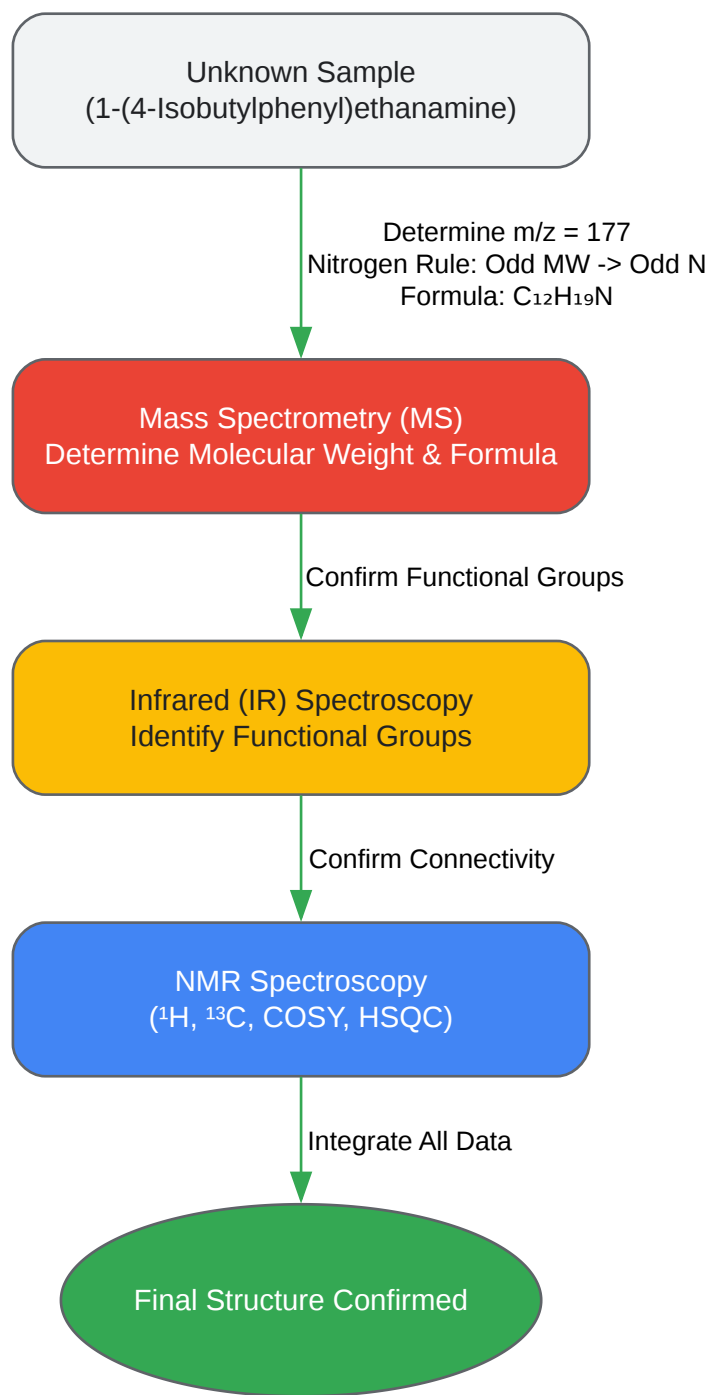 Unknown Sample
(1-(4-Isobutylphenyl)ethanamine)
Determine m/z = 177
Nitrogen Rule: Odd MW -> Odd N
Formula: C₁₂H₁₉N
Mass Spectrometry (MS)
Determine Molecular Weight & Formula
Confirm Functional Groups
Infrared (IR) Spectroscopy
Identify Functional Groups
Confirm Connectivity
NMR Spectroscopy
(¹H, ¹³C, COSY, HSQC)
Integrate All Data
Final Structure Confirmed